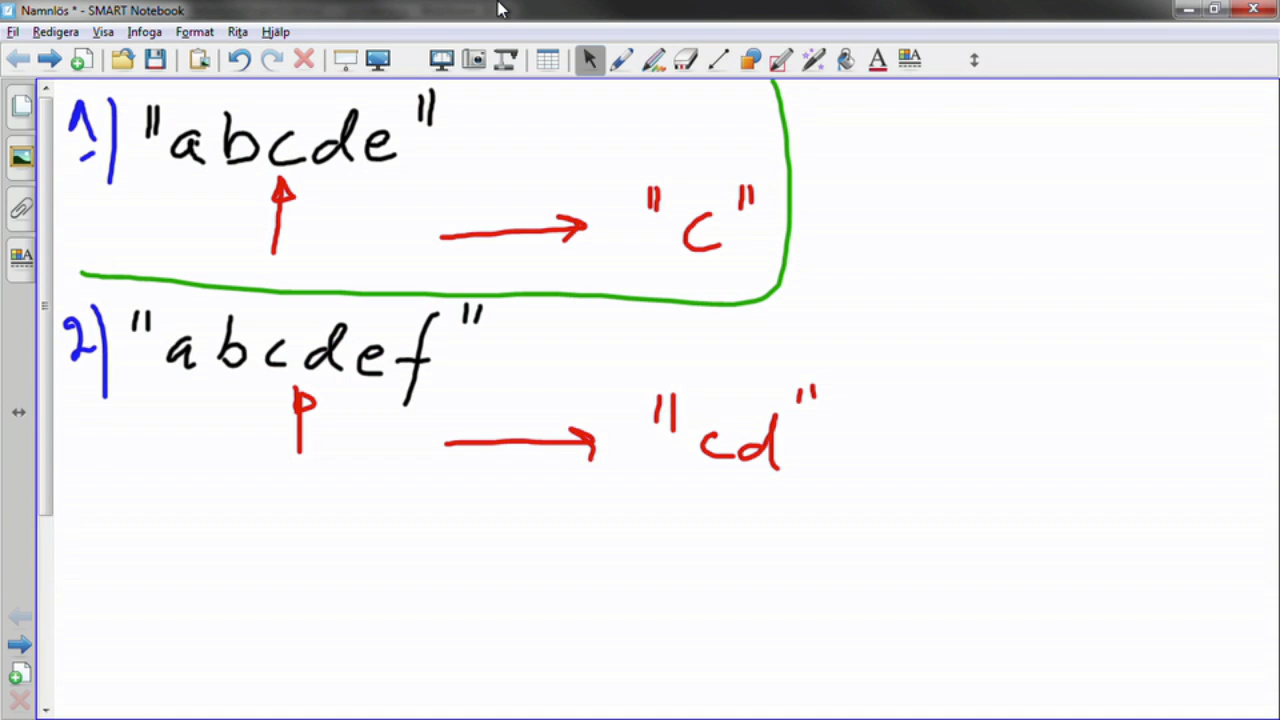 Namnlös * - SMART Notebook
Fil Redigera Visa Infoga Format Rita Hjälp
1) "abcde"
"c"
2) "abcdef"
"cd"